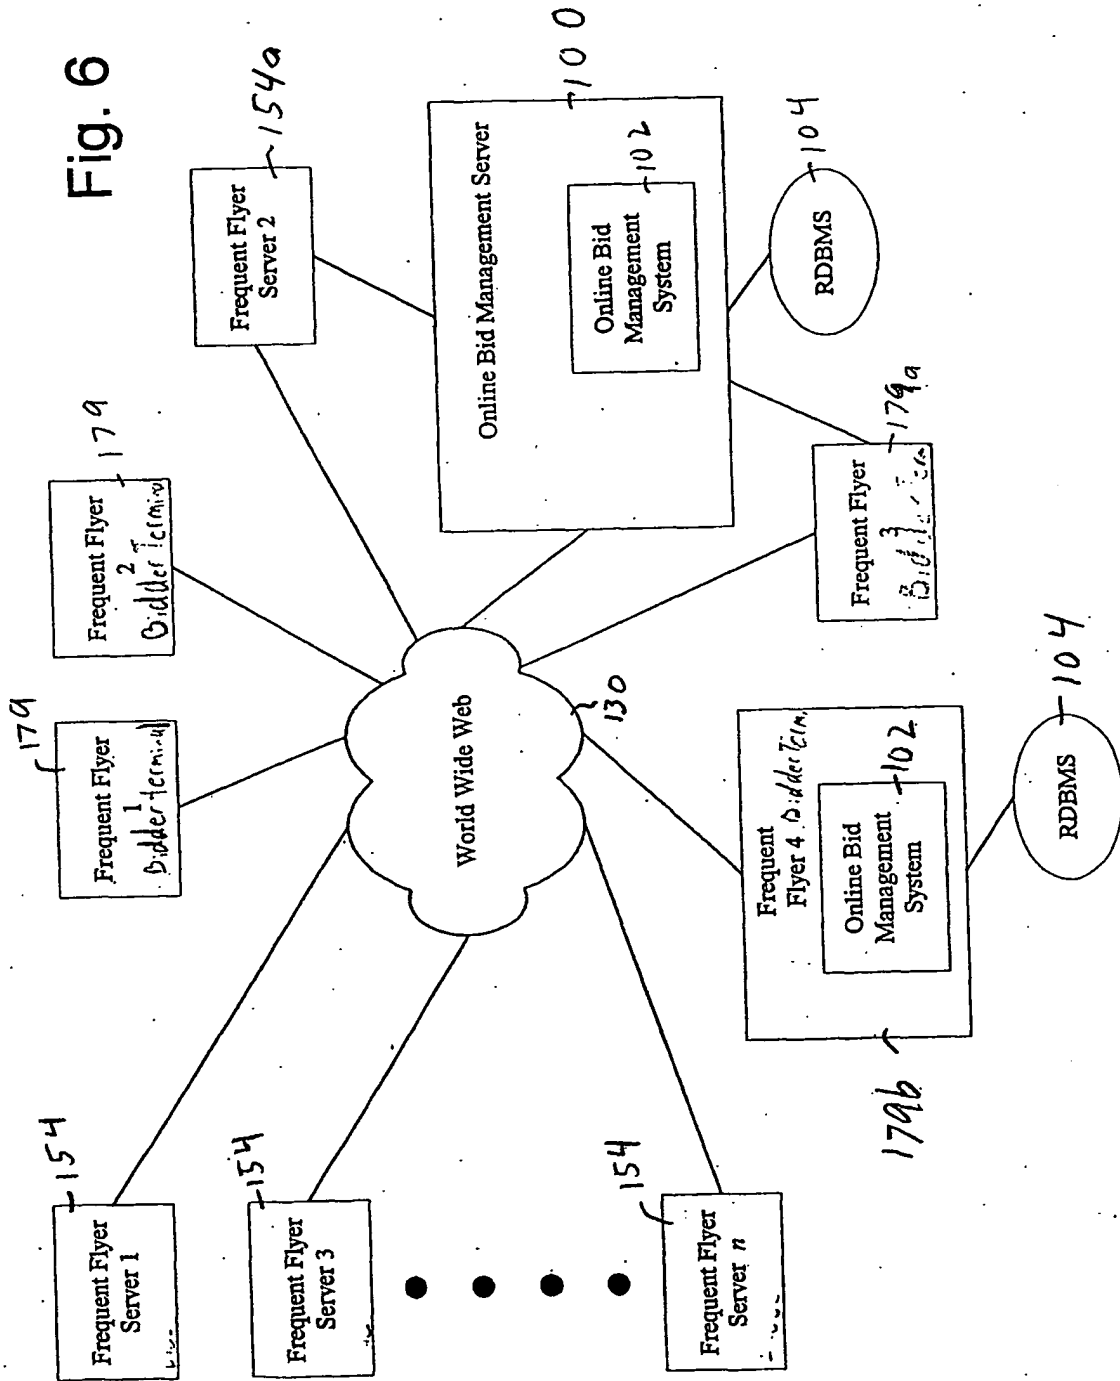 Fig. 6
154
Frequent Flyer
Server 1
179
Frequent Flyer
1
Bidder terminal
Frequent Flyer
2
Bidder Terminal
179
Frequent Flyer
Server 2
154a
154
Frequent Flyer
Server 3
World Wide Web
130
Online Bid Management Server
100
Online Bid
Management
System
102
RDBMS
104
154
Frequent Flyer
Server n
Frequent
Flyer 4 Bidder Term.
Online Bid
Management
System
102
179b
RDBMS
104
Frequent Flyer
3
Bidder Term
179a